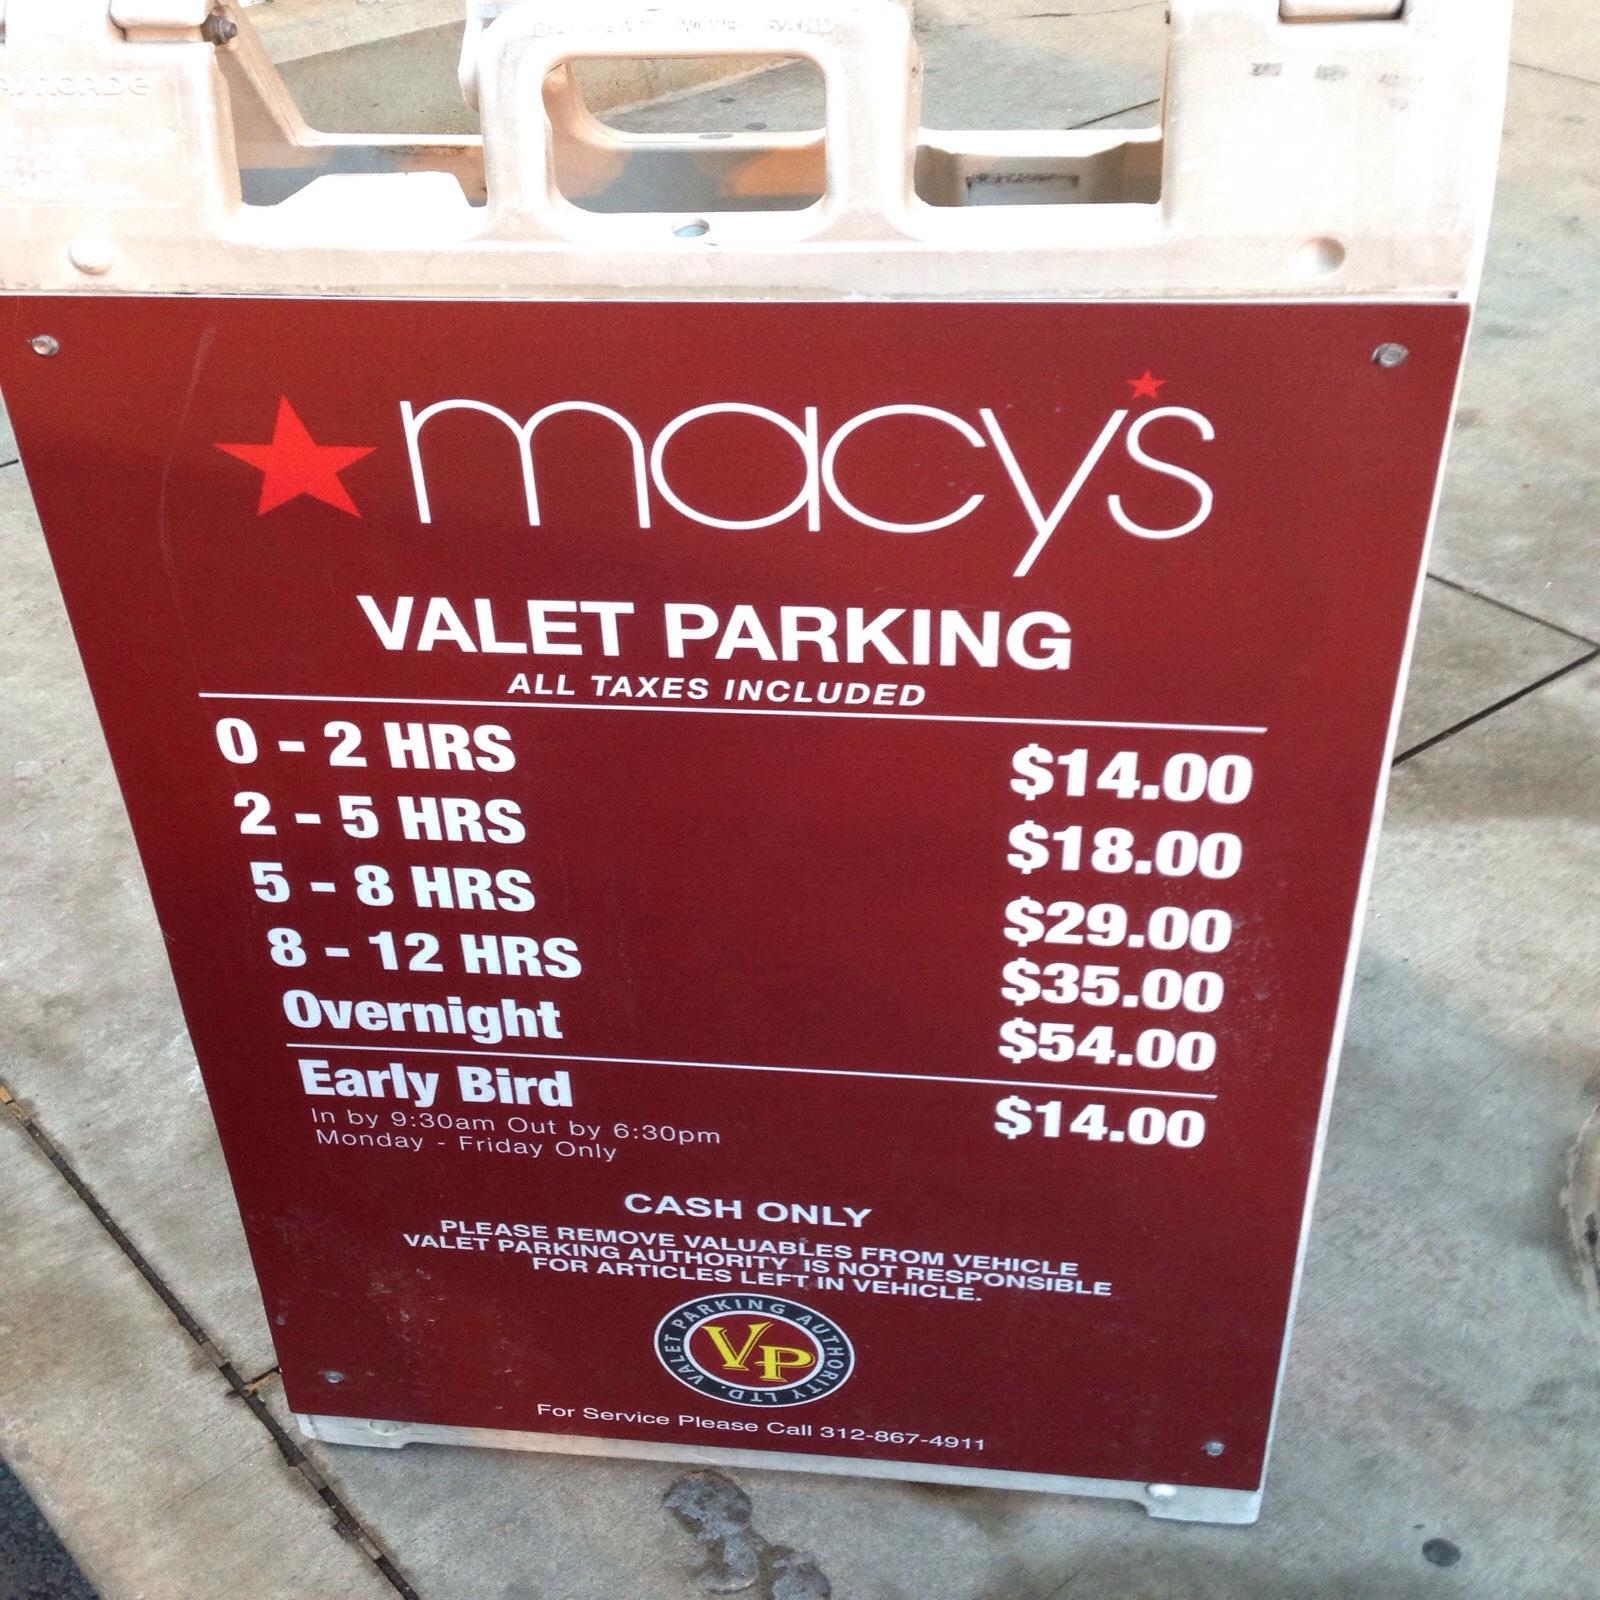 macy's
VALET PARKING
ALL TAXES INCLUDED
0 - 2 HRS $14.00
2 - 5 HRS $18.00
5 - 8 HRS $29.00
8 - 12 HRS $35.00
Overnight $54.00
Early Bird $14.00
In by 9:30am Out by 6:30pm
Monday - Friday Only
CASH ONLY
PLEASE REMOVE VALUABLES FROM VEHICLE
VALET PARKING AUTHORITY IS NOT RESPONSIBLE
FOR ARTICLES LEFT IN VEHICLE.
VALET PARKING AUTHORITY LTD.
VP
For Service Please Call 312-867-4911